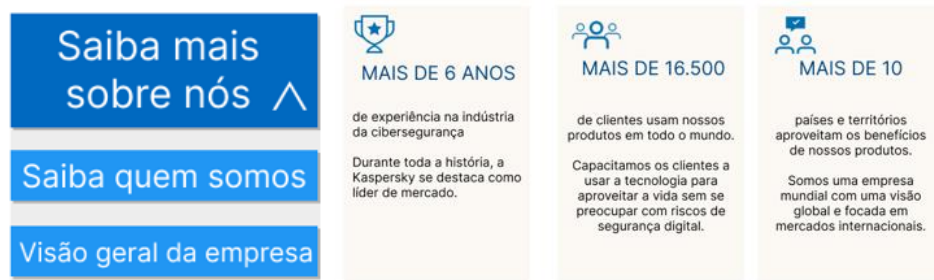 Saiba mais
sobre nós
Saiba quem somos
Visão geral da empresa
MAIS DE 6 ANOS
de experiência na indústria
da cibersegurança
Durante toda a história, a
Kaspersky se destaca como
líder de mercado.
MAIS DE 16.500
de clientes usam nossos
produtos em todo o mundo.
Capacitamos os clientes a
usar a tecnologia para
aproveitar a vida sem se
preocupar com riscos de
segurança digital.
MAIS DE 10
países e territórios
aproveitam os benefícios
de nossos produtos.
Somos uma empresa
mundial com uma visão
global e focada em
mercados internacionais.